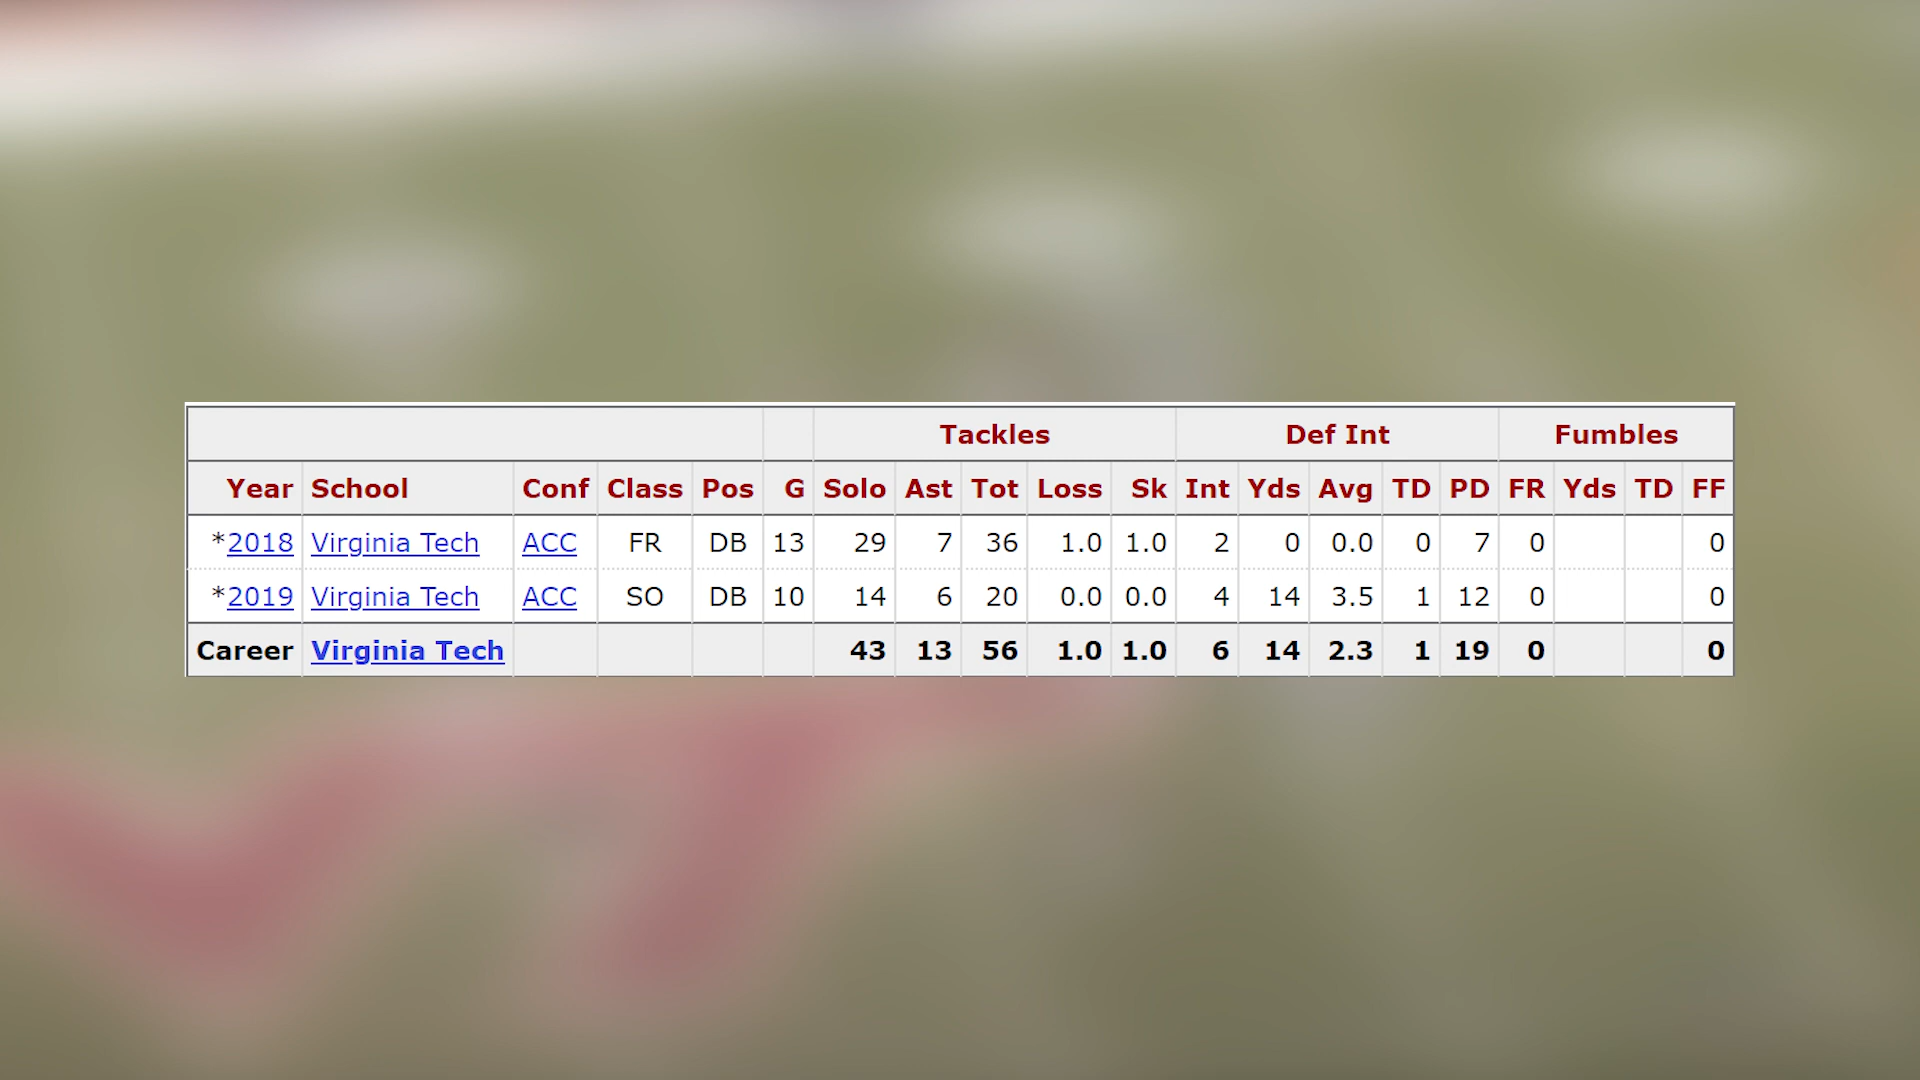 Tackles Def Int Fumbles
Year School Conf Class Pos G Solo Ast Tot Loss Sk Int Yds Avg TD PD FR Yds TD FF
*2018 Virginia Tech ACC FR DB 13 29 7 36 1.0 1.0 2 0 0.0 0 7 0 0
*2019 Virginia Tech ACC SO DB 10 14 6 20 0.0 0.0 4 14 3.5 1 12 0 0
Career Virginia Tech 43 13 56 1.0 1.0 6 14 2.3 1 19 0 0